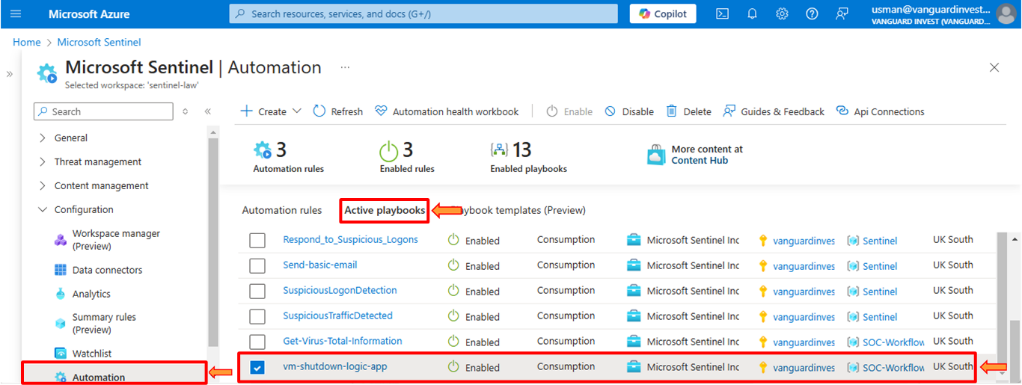 Microsoft Azure
Search resources, services, and docs (G+/)
Copilot
usman@vanguardinvest...
VANGUARD INVEST (VANGUARD...
Home > Microsoft Sentinel
Microsoft Sentinel | Automation ...
Selected workspace: 'sentinel-law'
Search
Create
Refresh
Automation health workbook
Enable
Disable
Delete
Guides & Feedback
Api Connections
General
Threat management
Content management
Configuration
Workspace manager
(Preview)
Data connectors
Analytics
Summary rules
(Preview)
Watchlist
Automation
3
Automation rules
3
Enabled rules
13
Enabled playbooks
More content at
Content Hub
Automation rules Active playbooks ybook templates (Preview)
Respond_to_Suspicious_Logons Enabled Consumption Microsoft Sentinel Inc vanguardinves Sentinel UK South
Send-basic-email Enabled Consumption Microsoft Sentinel Inc vanguardinves Sentinel UK South
SuspiciousLogonDetection Enabled Consumption Microsoft Sentinel Inc vanguardinves Sentinel UK South
SuspiciousTrafficDetected Enabled Consumption Microsoft Sentinel Inc vanguardinves Sentinel UK South
Get-Virus-Total-Information Enabled Consumption Microsoft Sentinel Inc vanguardinves SOC-Workflow UK South
vm-shutdown-logic-app Enabled Consumption Microsoft Sentinel Inc vanguardinves SOC-Workflow UK South